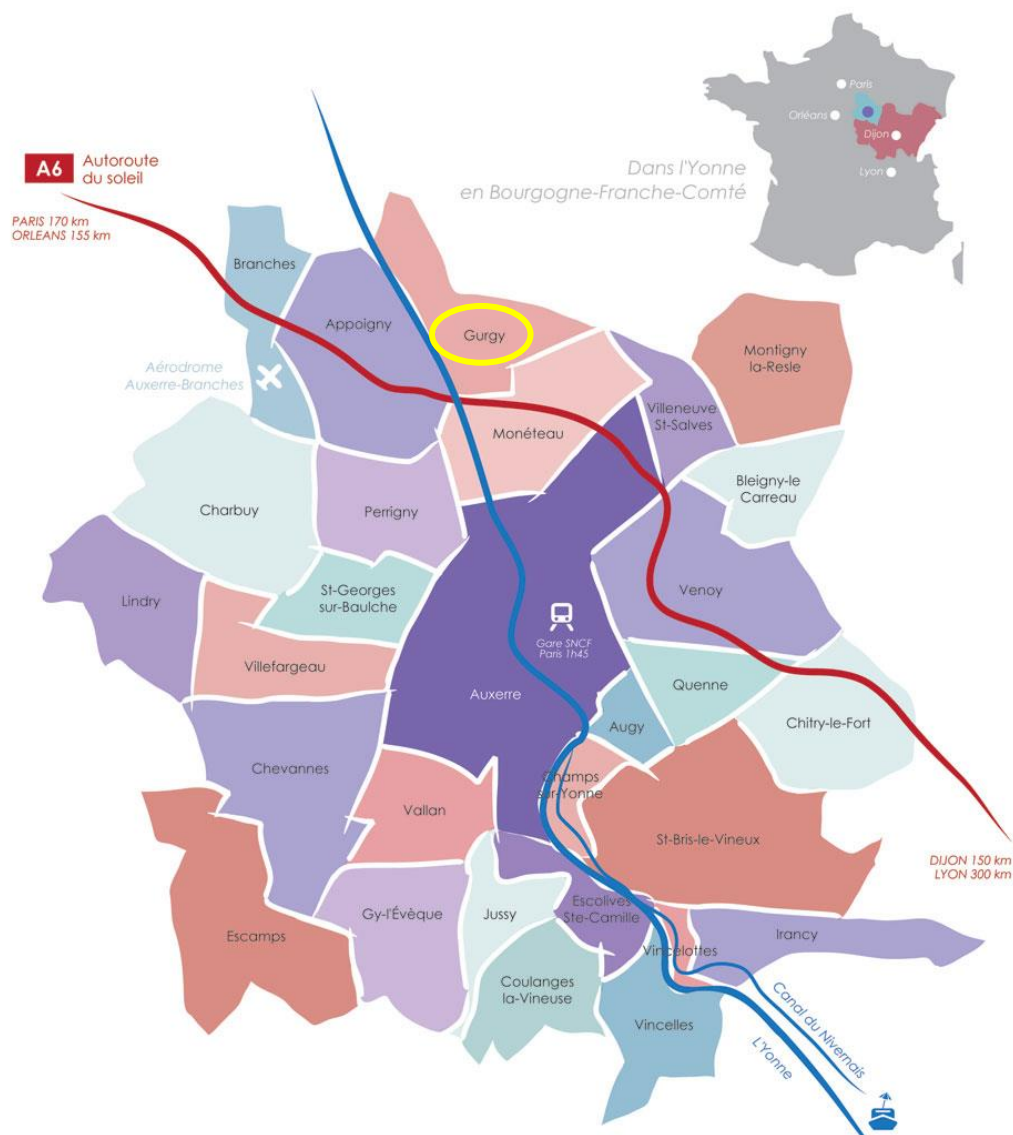 Paris
Orléans
Dijon
Lyon
Dans l'Yonne
en Bourgogne-Franche-Comté
A6
Autoroute
du soleil
PARIS 170 km
ORLEANS 155 km
Branches
Appoigny
Gurgy
Aérodrome
Auxerre-Branches
Montigny
la-Resle
Villeneuve
St-Salves
Monéteau
Bleigny-le
Carreau
Charbuy
Perrigny
Lindry
St-Georges
sur-Baulche
Venoy
Gare SNCF
Paris 1h45
Villefargeau
Auxerre
Quenne
Augy
Chitry-le-Fort
Chevannes
Champs
sur-Yonne
Vallan
St-Bris-le-Vineux
DIJON 150 km
LYON 300 km
Escamps
Gy-l'Évèque
Jussy
Escolives
Ste-Camille
Irancy
Vincelottes
Coulanges
la-Vineuse
Vincelles
Canal du Nivernais
L'Yonne